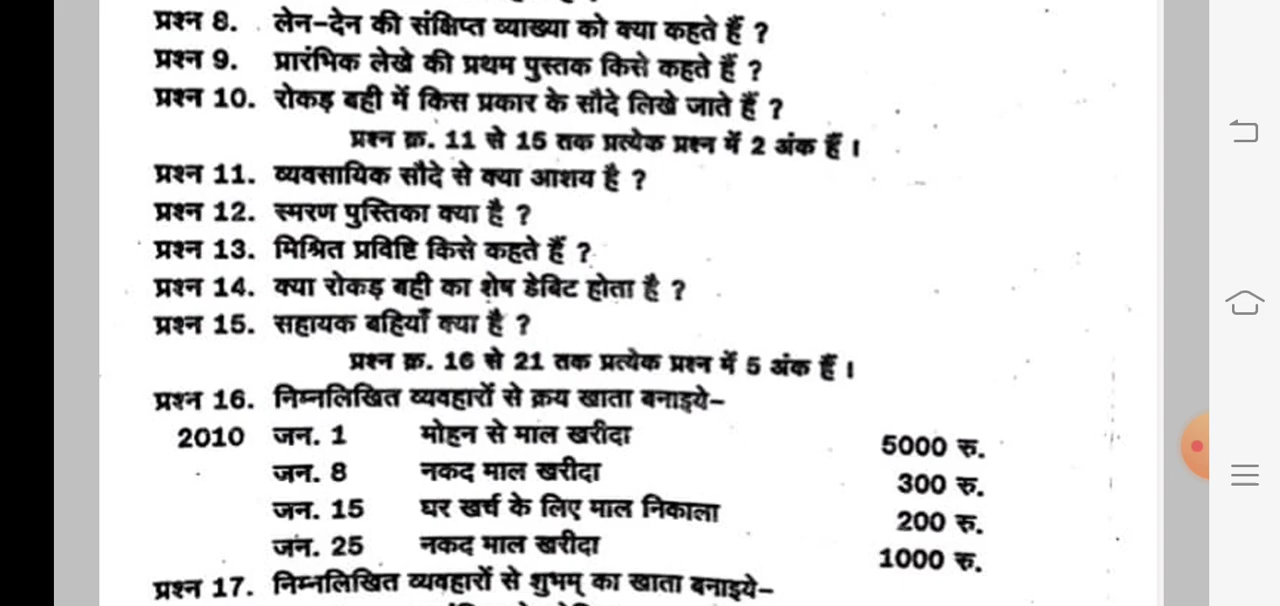 प्रश्न 8. लेन-देन की संक्षिप्त व्याख्या को क्या कहते हैं ?
प्रश्न 9. प्रारंभिक लेखे की प्रथम पुस्तक किसे कहते हैं ?
प्रश्न 10. रोकड़ बही में किस प्रकार के सौदे लिखे जाते हैं ?
प्रश्न क्र. 11 से 15 तक प्रत्येक प्रश्न में 2 अंक हैं ।
प्रश्न 11. व्यवसायिक सौदे से क्या आशय है ?
प्रश्न 12. स्मरण पुस्तिका क्या है ?
प्रश्न 13. मिश्रित प्रविष्टि किसे कहते हैं ?
प्रश्न 14. क्या रोकड़ बही का शेष डेबिट होता है ?
प्रश्न 15. सहायक बहियाँ क्या है ?
प्रश्न क्र. 16 से 21 तक प्रत्येक प्रश्न में 5 अंक हैं ।
प्रश्न 16. निम्नलिखित व्यवहारों से क्रय खाता बनाइये-
2010 जन. 1 मोहन से माल खरीदा 5000 रु.
जन. 8 नकद माल खरीदा 300 रु.
जन. 15 घर खर्च के लिए माल निकाला 200 रु.
जन. 25 नकद माल खरीदा 1000 रु.
प्रश्न 17. निम्नलिखित व्यवहारों से शुभम् का खाता बनाइये-